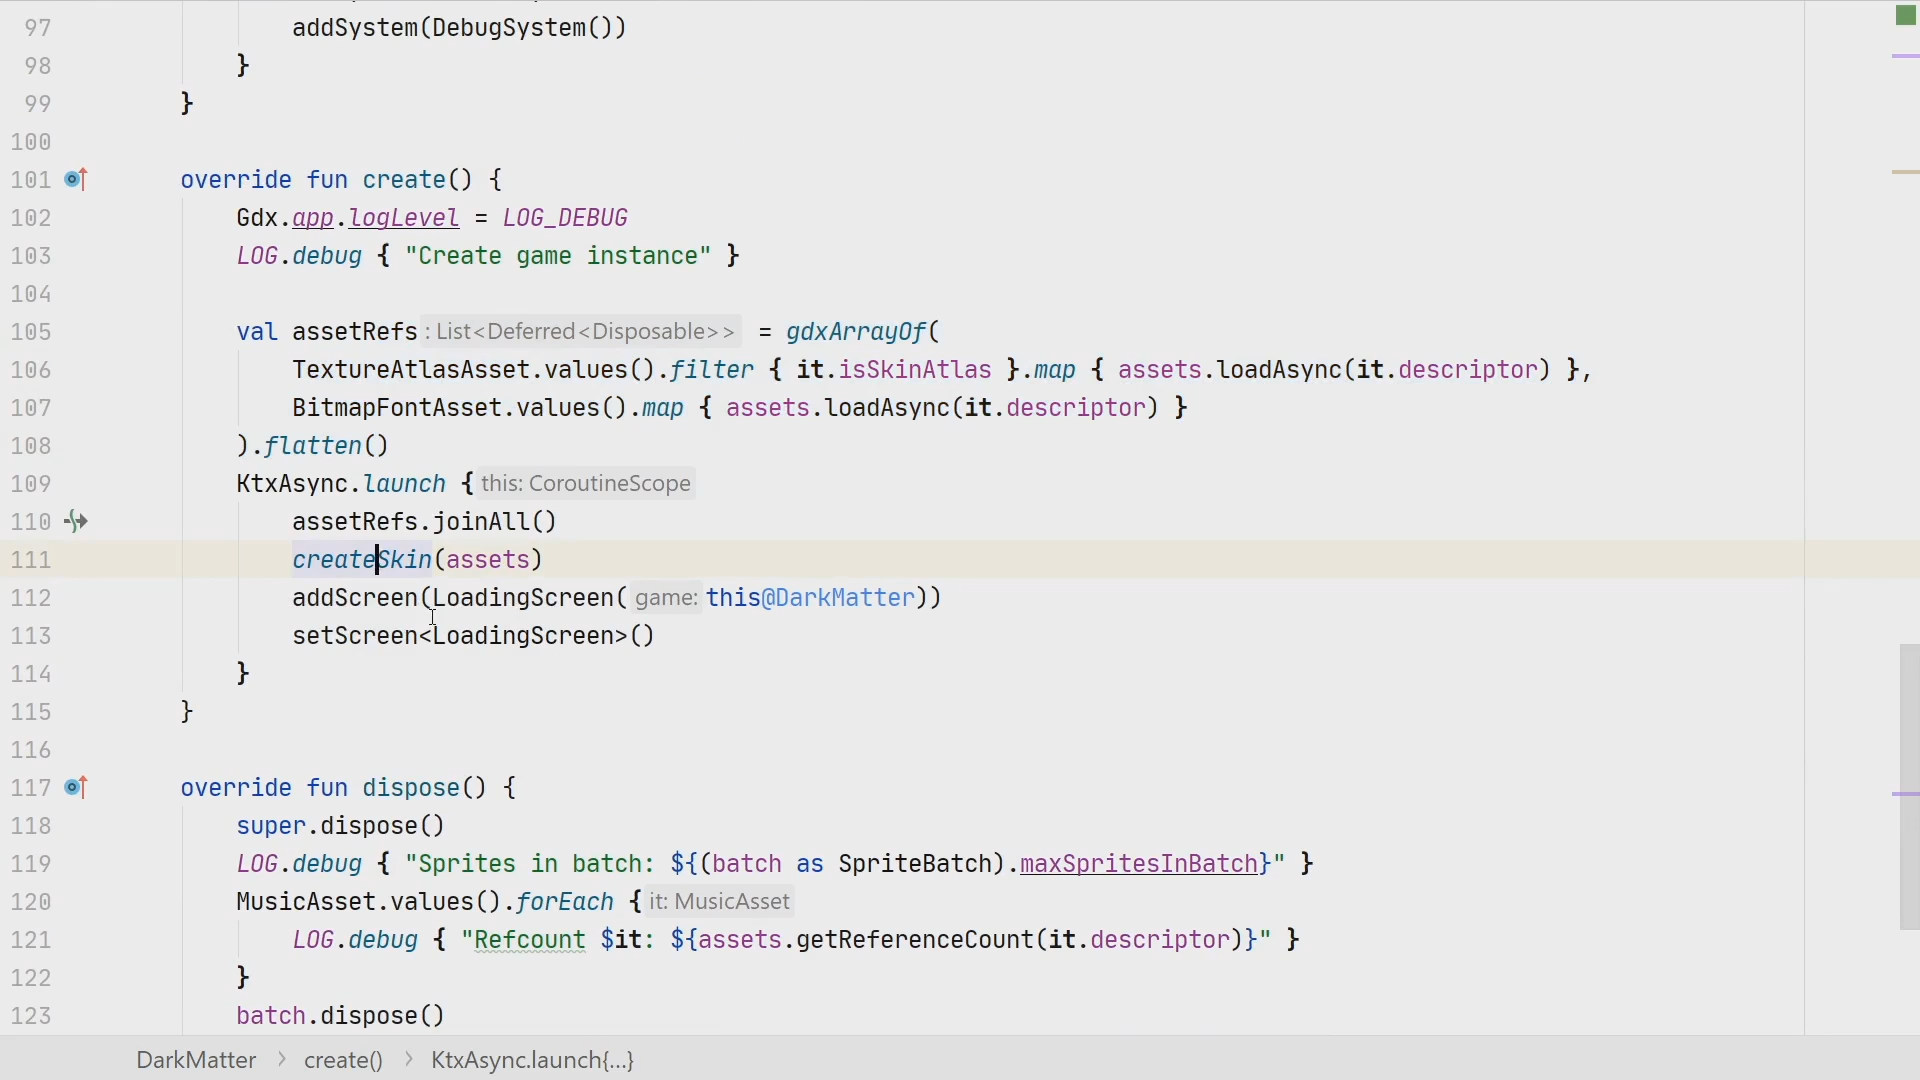 97 addSystem(DebugSystem())
98 }
99 }
100
101 override fun create() {
102 Gdx.app.logLevel = LOG_DEBUG
103 LOG.debug { "Create game instance" }
104
105 val assetRefs : List<Deferred<Disposable>> = gdxArrayOf(
106 TextureAtlasAsset.values().filter { it.isSkinAtlas }.map { assets.loadAsync(it.descriptor) },
107 BitmapFontAsset.values().map { assets.loadAsync(it.descriptor) }
108 ).flatten()
109 KtxAsync.launch { this: CoroutineScope
110 assetRefs.joinAll()
111 createSkin(assets)
112 addScreen(LoadingScreen( game: this@DarkMatter))
113 setScreen<LoadingScreen>()
114 }
115 }
116
117 override fun dispose() {
118 super.dispose()
119 LOG.debug { "Sprites in batch: ${(batch as SpriteBatch).maxSpritesInBatch}" }
120 MusicAsset.values().forEach { it: MusicAsset
121 LOG.debug { "Refcount $it: ${assets.getReferenceCount(it.descriptor)}" }
122 }
123 batch.dispose()
DarkMatter > create() > KtxAsync.launch{...}